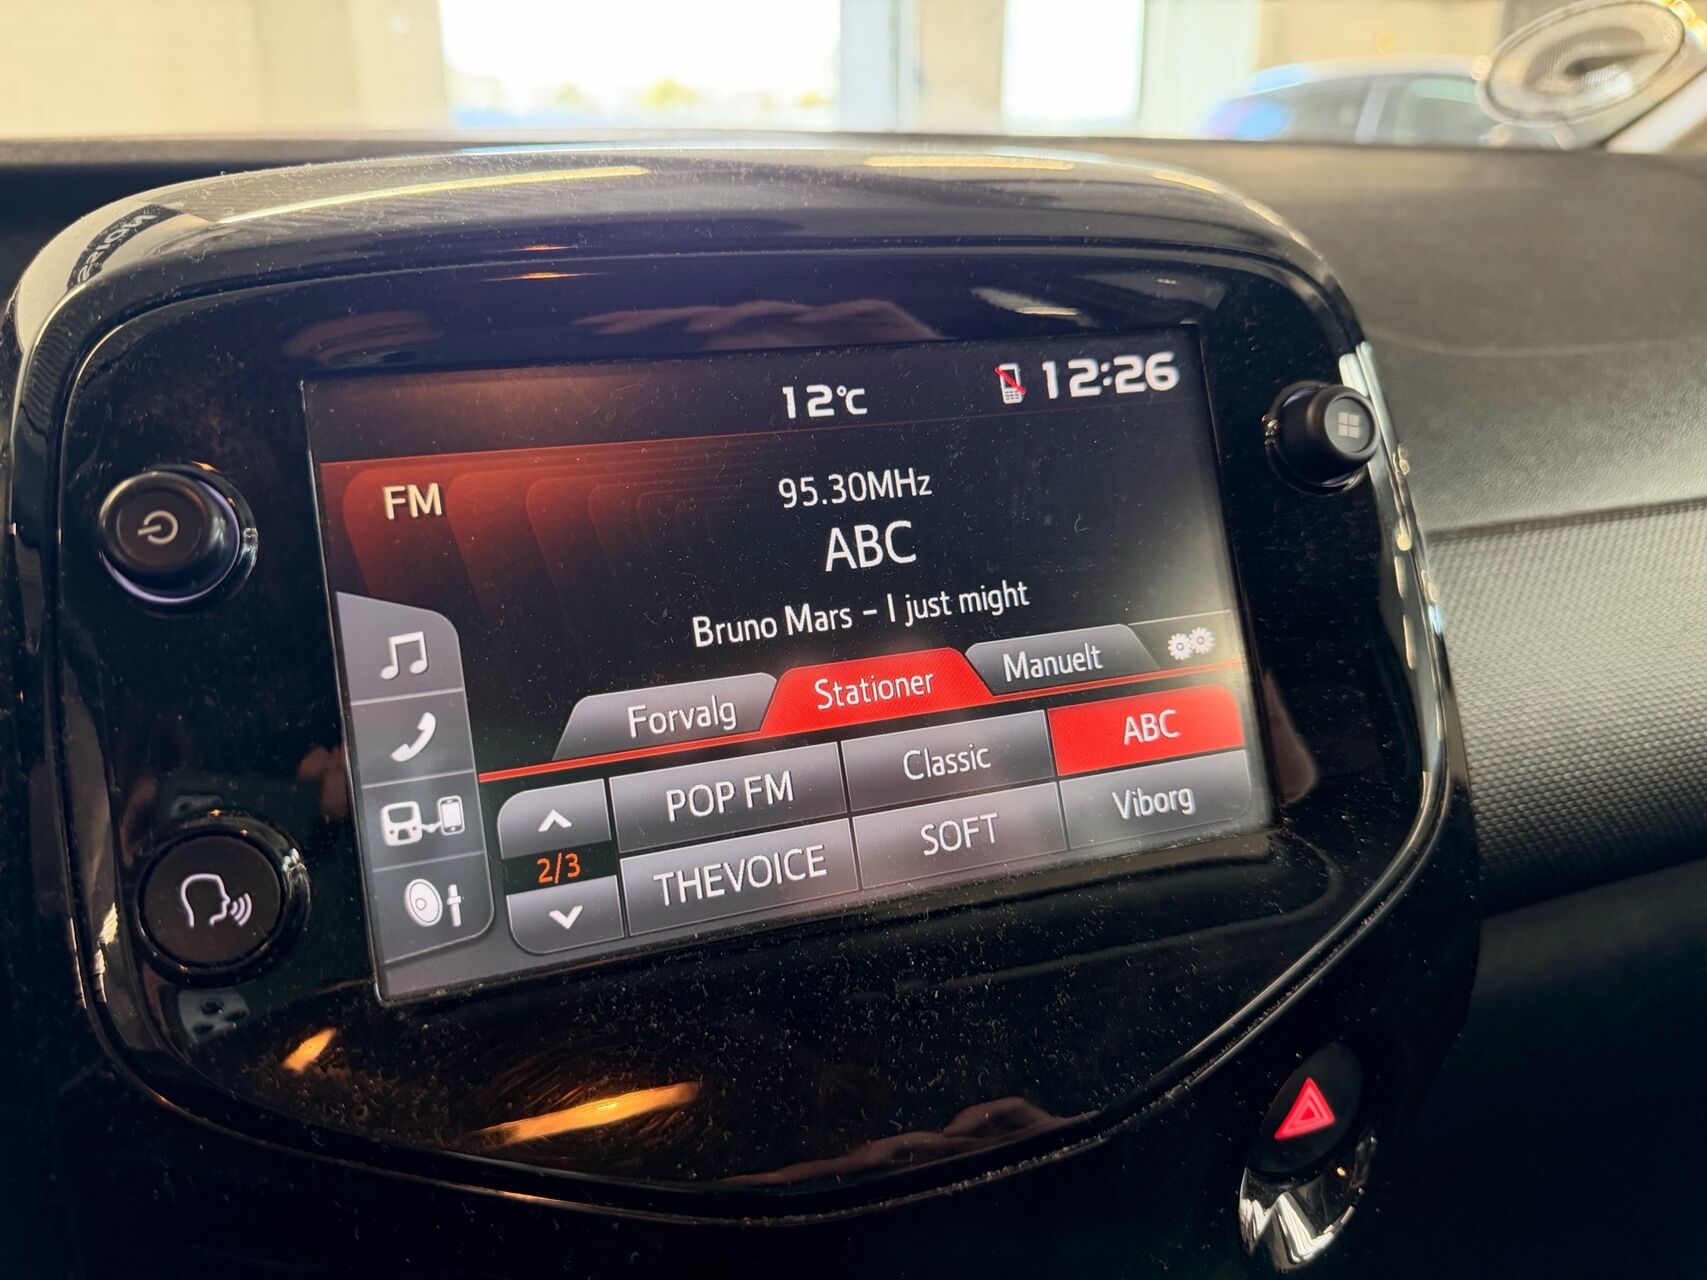 12°C
12:26
FM
95.30MHz
ABC
Bruno Mars - I just might
Forvalg
Stationer
Manuelt
POP FM
Classic
ABC
2/3
THEVOICE
SOFT
Viborg